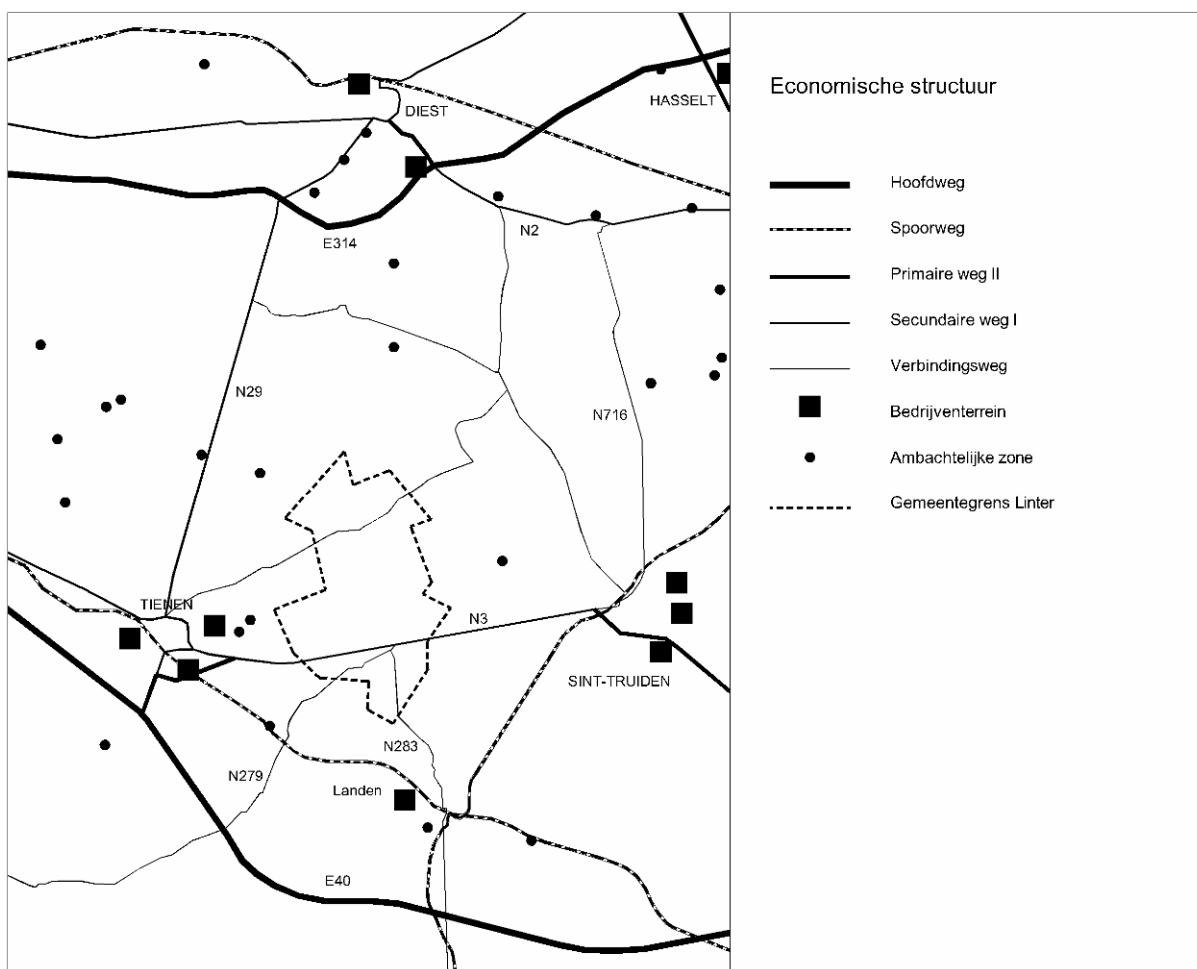 HASSELT
DIEST
N2
E314
N29
N716
TIENEN
N3
SINT-TRUIDEN
N283
N279
Landen
E40
Economische structuur
Hoofdweg
Spoorweg
Primaire weg II
Secundaire weg I
Verbindingsweg
Bedrijventerrein
Ambachtelijke zone
Gemeentegrens Linter